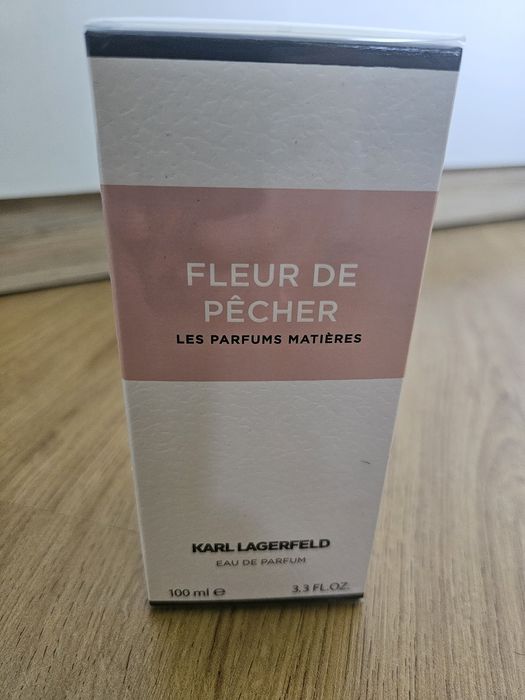 FLEUR DE
PÊCHER
LES PARFUMS MATIÈRES
KARL LAGERFELD
EAU DE PARFUM
100 ml ℮ 3.3 FL.OZ.